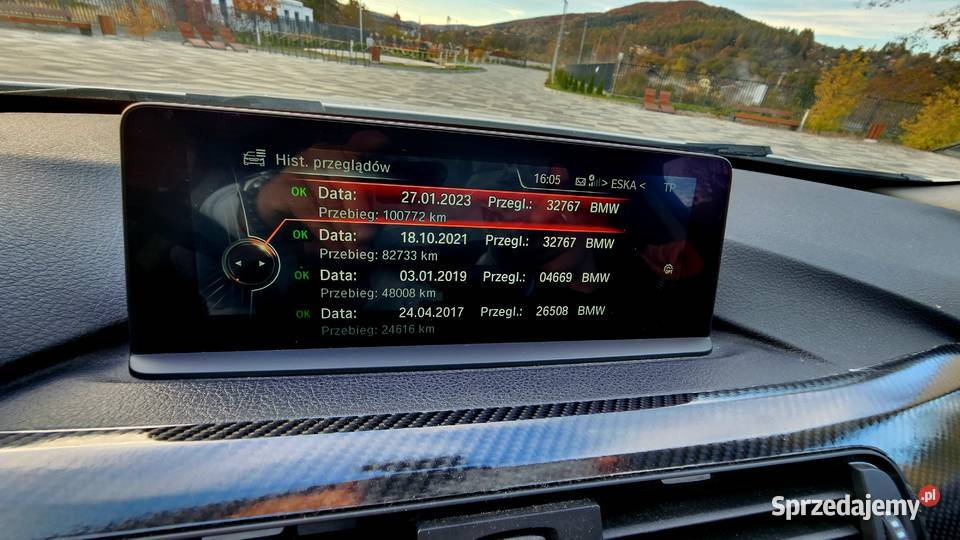 Hist. przeglądów
16:05 > ESKA < TP
OK Data: 27.01.2023 Przegl.: 32767 BMW
Przebieg: 100772 km
OK Data: 18.10.2021 Przegl.: 32767 BMW
Przebieg: 82733 km
OK Data: 03.01.2019 Przegl.: 04669 BMW
Przebieg: 48008 km
OK Data: 24.04.2017 Przegl.: 26508 BMW
Przebieg: 24616 km
Sprzedajemy.pl